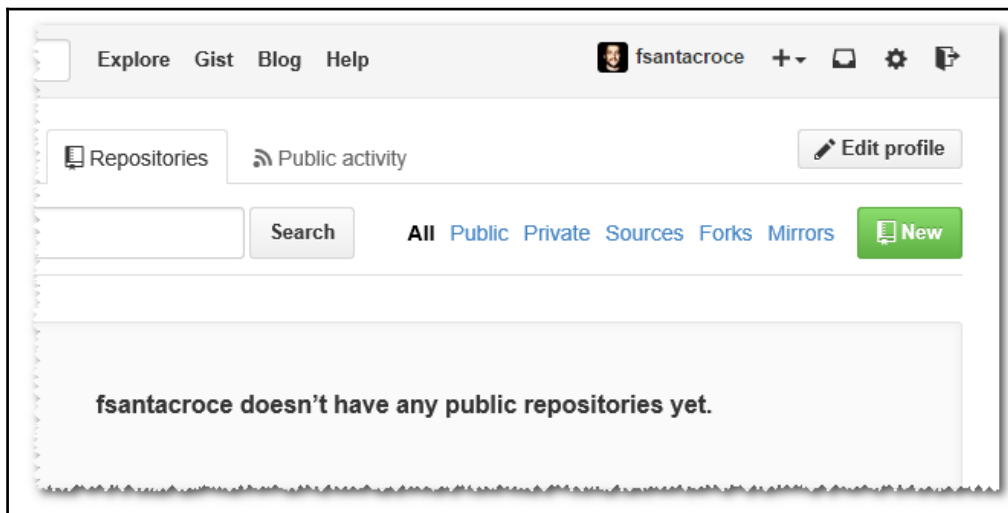 Explore Gist Blog Help fsantacroce
Repositories Public activity Edit profile
Search All Public Private Sources Forks Mirrors New
fsantacroce doesn't have any public repositories yet.